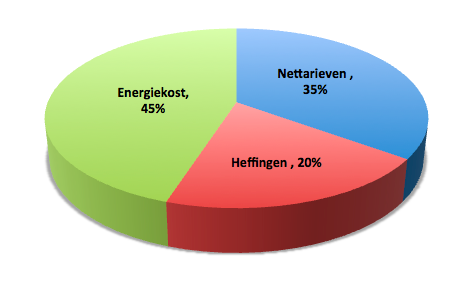 Nettarieven ,
35%
Energiekost,
45%
Heffingen , 20%